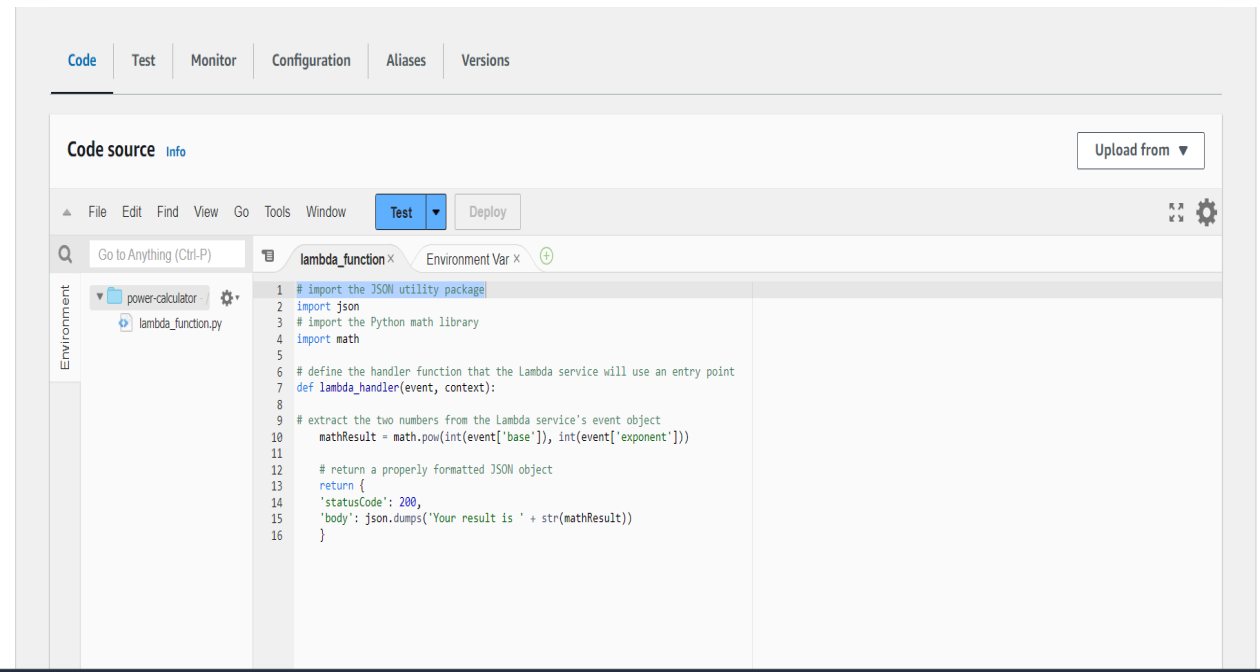 Code Test Monitor Configuration Aliases Versions
Code source Info
Upload from
File Edit Find View Go Tools Window Test Deploy
Go to Anything (Ctrl-P)
lambda_function × Environment Var ×
Environment
power-calculator - /
lambda_function.py
1 # import the JSON utility package
2 import json
3 # import the Python math library
4 import math
5
6 # define the handler function that the Lambda service will use an entry point
7 def lambda_handler(event, context):
8
9 # extract the two numbers from the Lambda service's event object
10 mathResult = math.pow(int(event['base']), int(event['exponent']))
11
12 # return a properly formatted JSON object
13 return {
14 'statusCode': 200,
15 'body': json.dumps('Your result is ' + str(mathResult))
16 }